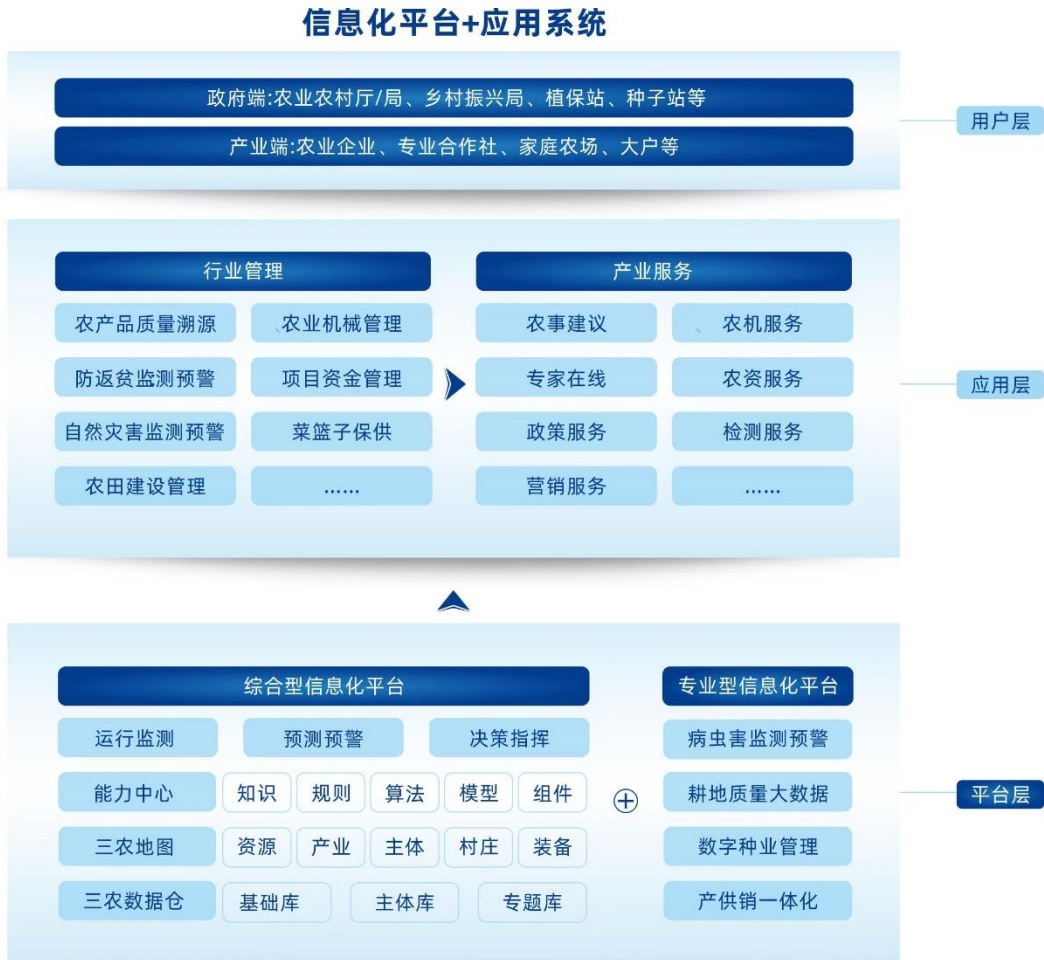 信息化平台+应用系统
政府端:农业农村厅/局、乡村振兴局、植保站、种子站等
产业端:农业企业、专业合作社、家庭农场、大户等
用户层
行业管理
产业服务
农产品质量溯源
、农业机械管理
农事建议
、农机服务
防返贫监测预警
项目资金管理
专家在线
农资服务
应用层
自然灾害监测预警
菜篮子保供
政策服务
检测服务
农田建设管理
......
营销服务
......
综合型信息化平台
专业型信息化平台
运行监测
预测预警
决策指挥
病虫害监测预警
能力中心
知识
规则
算法
模型
组件
耕地质量大数据
平台层
三农地图
资源
产业
主体
村庄
装备
数字种业管理
三农数据仓
基础库
主体库
专题库
产供销一体化